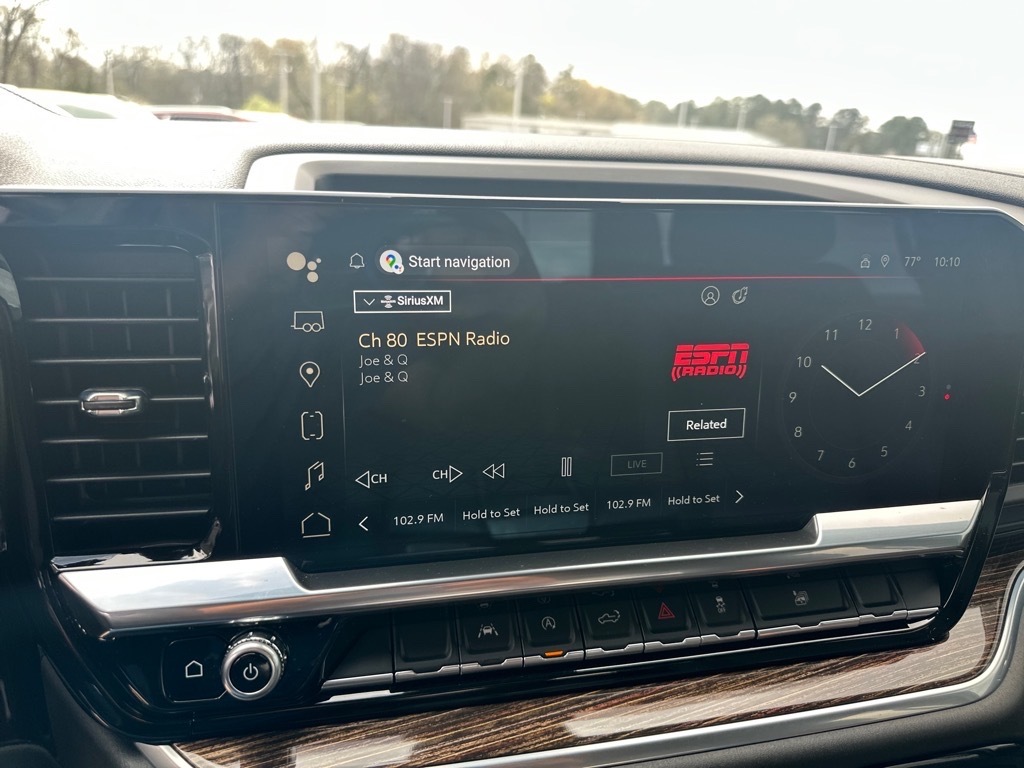 Start navigation
77° 10:10
SiriusXM
Ch 80 ESPN Radio
Joe & Q
Joe & Q
ESPN
RADIO
Related
CH CH LIVE
102.9 FM Hold to Set Hold to Set 102.9 FM Hold to Set
12
11 1
10 2
9 3
8 4
7 6 5
A